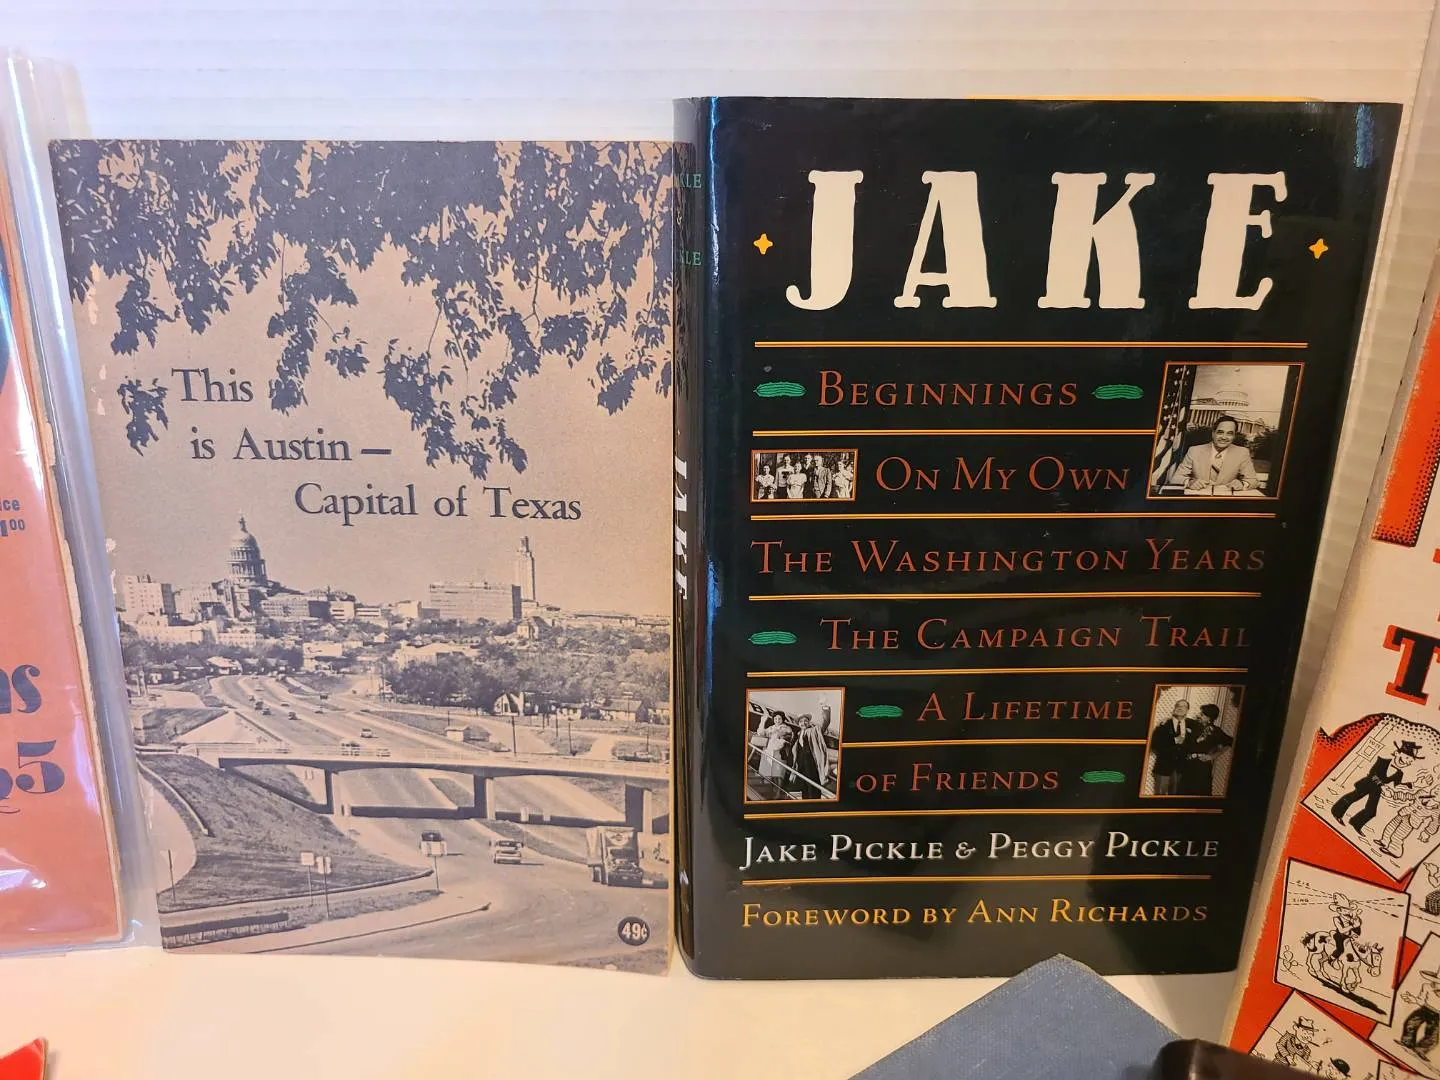 This
is Austin—
Capital of Texas
49¢
JAKE
JAKE
BEGINNINGS
ON MY OWN
THE WASHINGTON YEARS
THE CAMPAIGN TRAIL
A LIFETIME
OF FRIENDS
JAKE PICKLE & PEGGY PICKLE
FOREWORD BY ANN RICHARDS
ZING